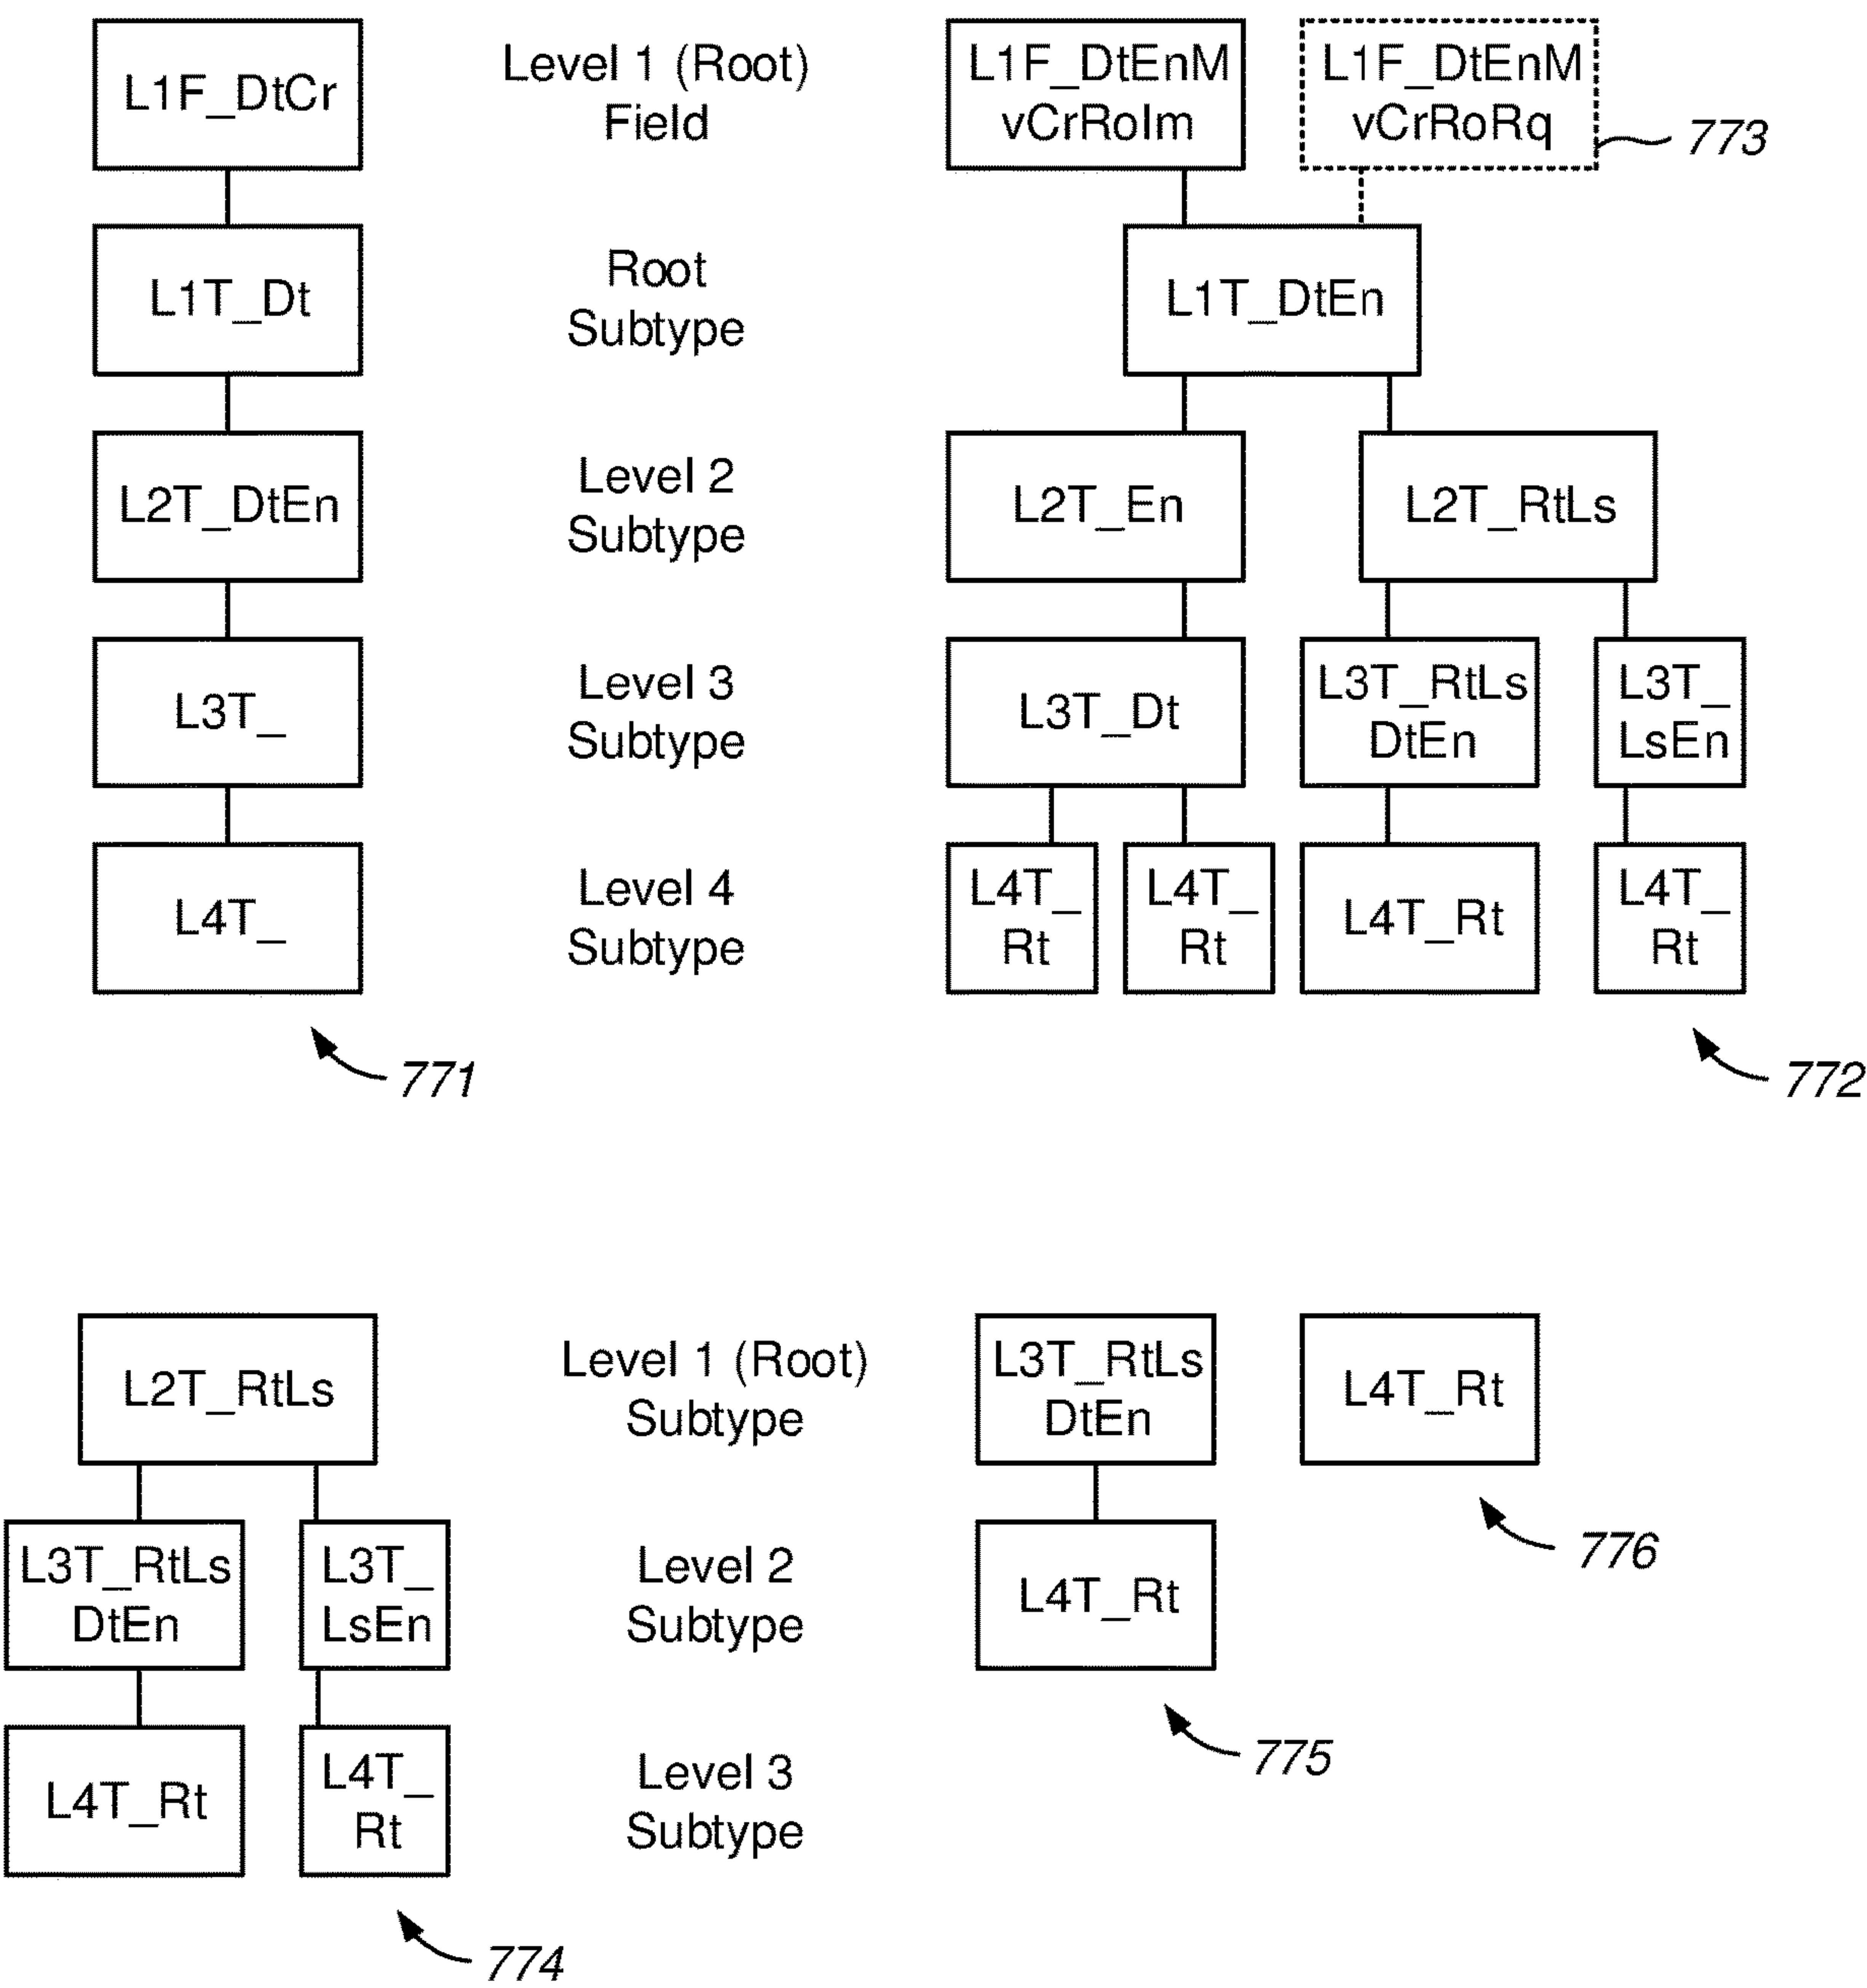 L1F_DtCr
Level 1 (Root)
Field
L1F_DtEnM
vCrRoIm
L1F_DtEnM
vCrRoRq
773
L1T_Dt
Root
Subtype
L1T_DtEn
L2T_DtEn
Level 2
Subtype
L2T_En
L2T_RtLs
L3T_
Level 3
Subtype
L3T_Dt
L3T_RtLs
DtEn
L3T_
LsEn
L4T_
Level 4
Subtype
L4T_
Rt
L4T_
Rt
L4T_Rt
L4T_
Rt
771
772
L2T_RtLs
Level 1 (Root)
Subtype
L3T_RtLs
DtEn
L4T_Rt
776
L3T_RtLs
DtEn
L3T_
LsEn
Level 2
Subtype
L4T_Rt
775
L4T_Rt
L4T_
Rt
Level 3
Subtype
774